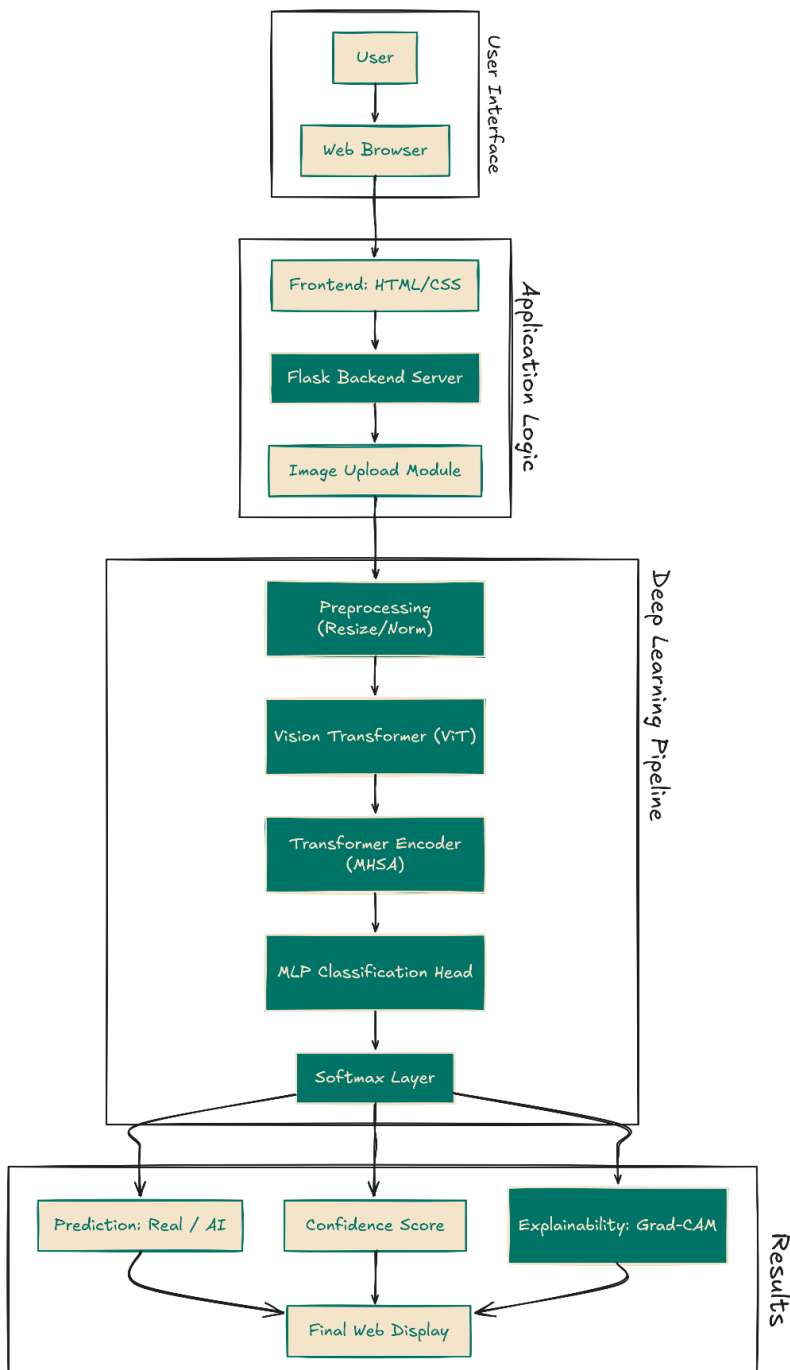 User
User Interface
Web Browser
Frontend: HTML/CSS
Application Logic
Flask Backend Server
Image Upload Module
Deep Learning Pipeline
Preprocessing
(Resize/Norm)
Vision Transformer (ViT)
Transformer Encoder
(MHSA)
MLP Classification Head
Softmax Layer
Results
Prediction: Real / AI
Confidence Score
Explainability: Grad-CAM
Final Web Display